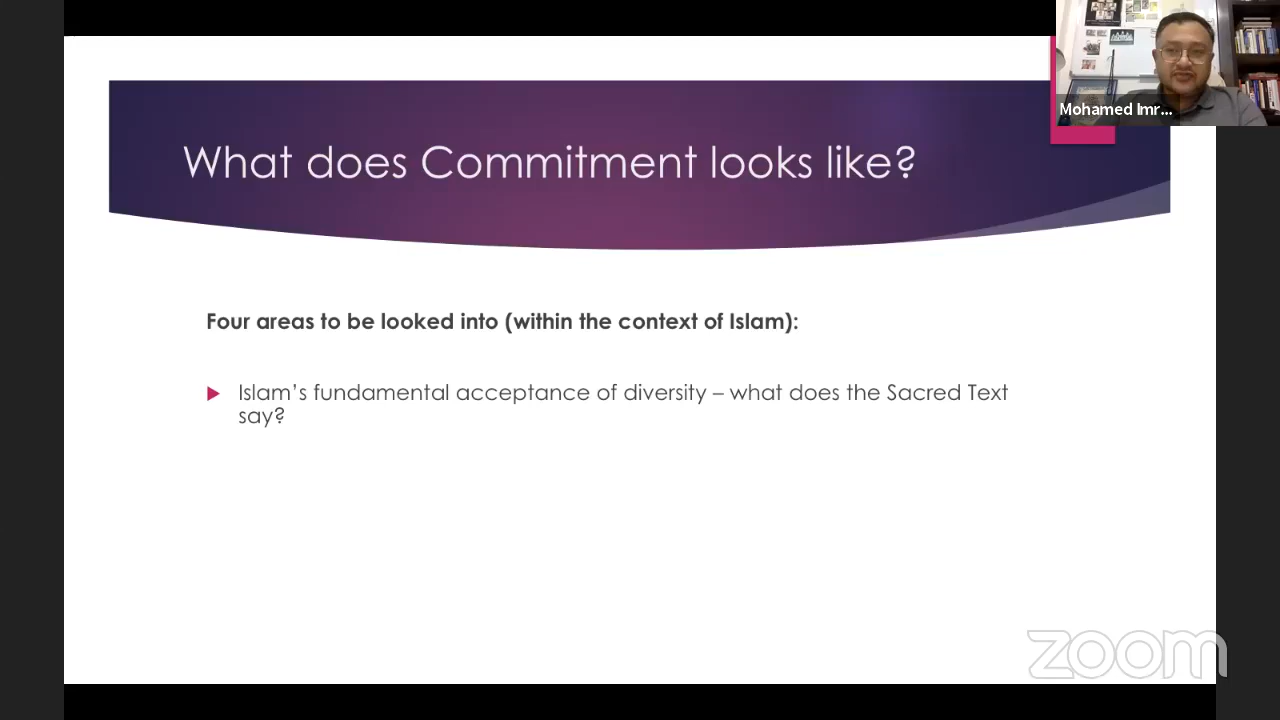 Mohamed Imr...
What does Commitment looks like?
Four areas to be looked into (within the context of Islam):
Islam's fundamental acceptance of diversity – what does the Sacred Text
say?
zoom